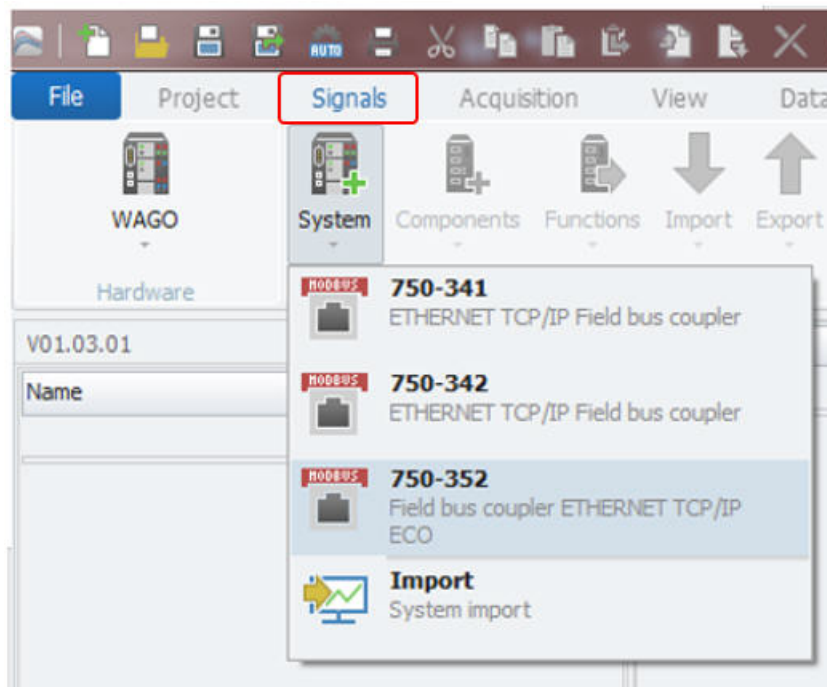 AUTO
File Project Signals Acquisition View Data
WAGO System Components Functions Import Export
Hardware
V01.03.01
Name
MODBUS 750-341
ETHERNET TCP/IP Field bus coupler
MODBUS 750-342
ETHERNET TCP/IP Field bus coupler
MODBUS 750-352
Field bus coupler ETHERNET TCP/IP
ECO
Import
System import